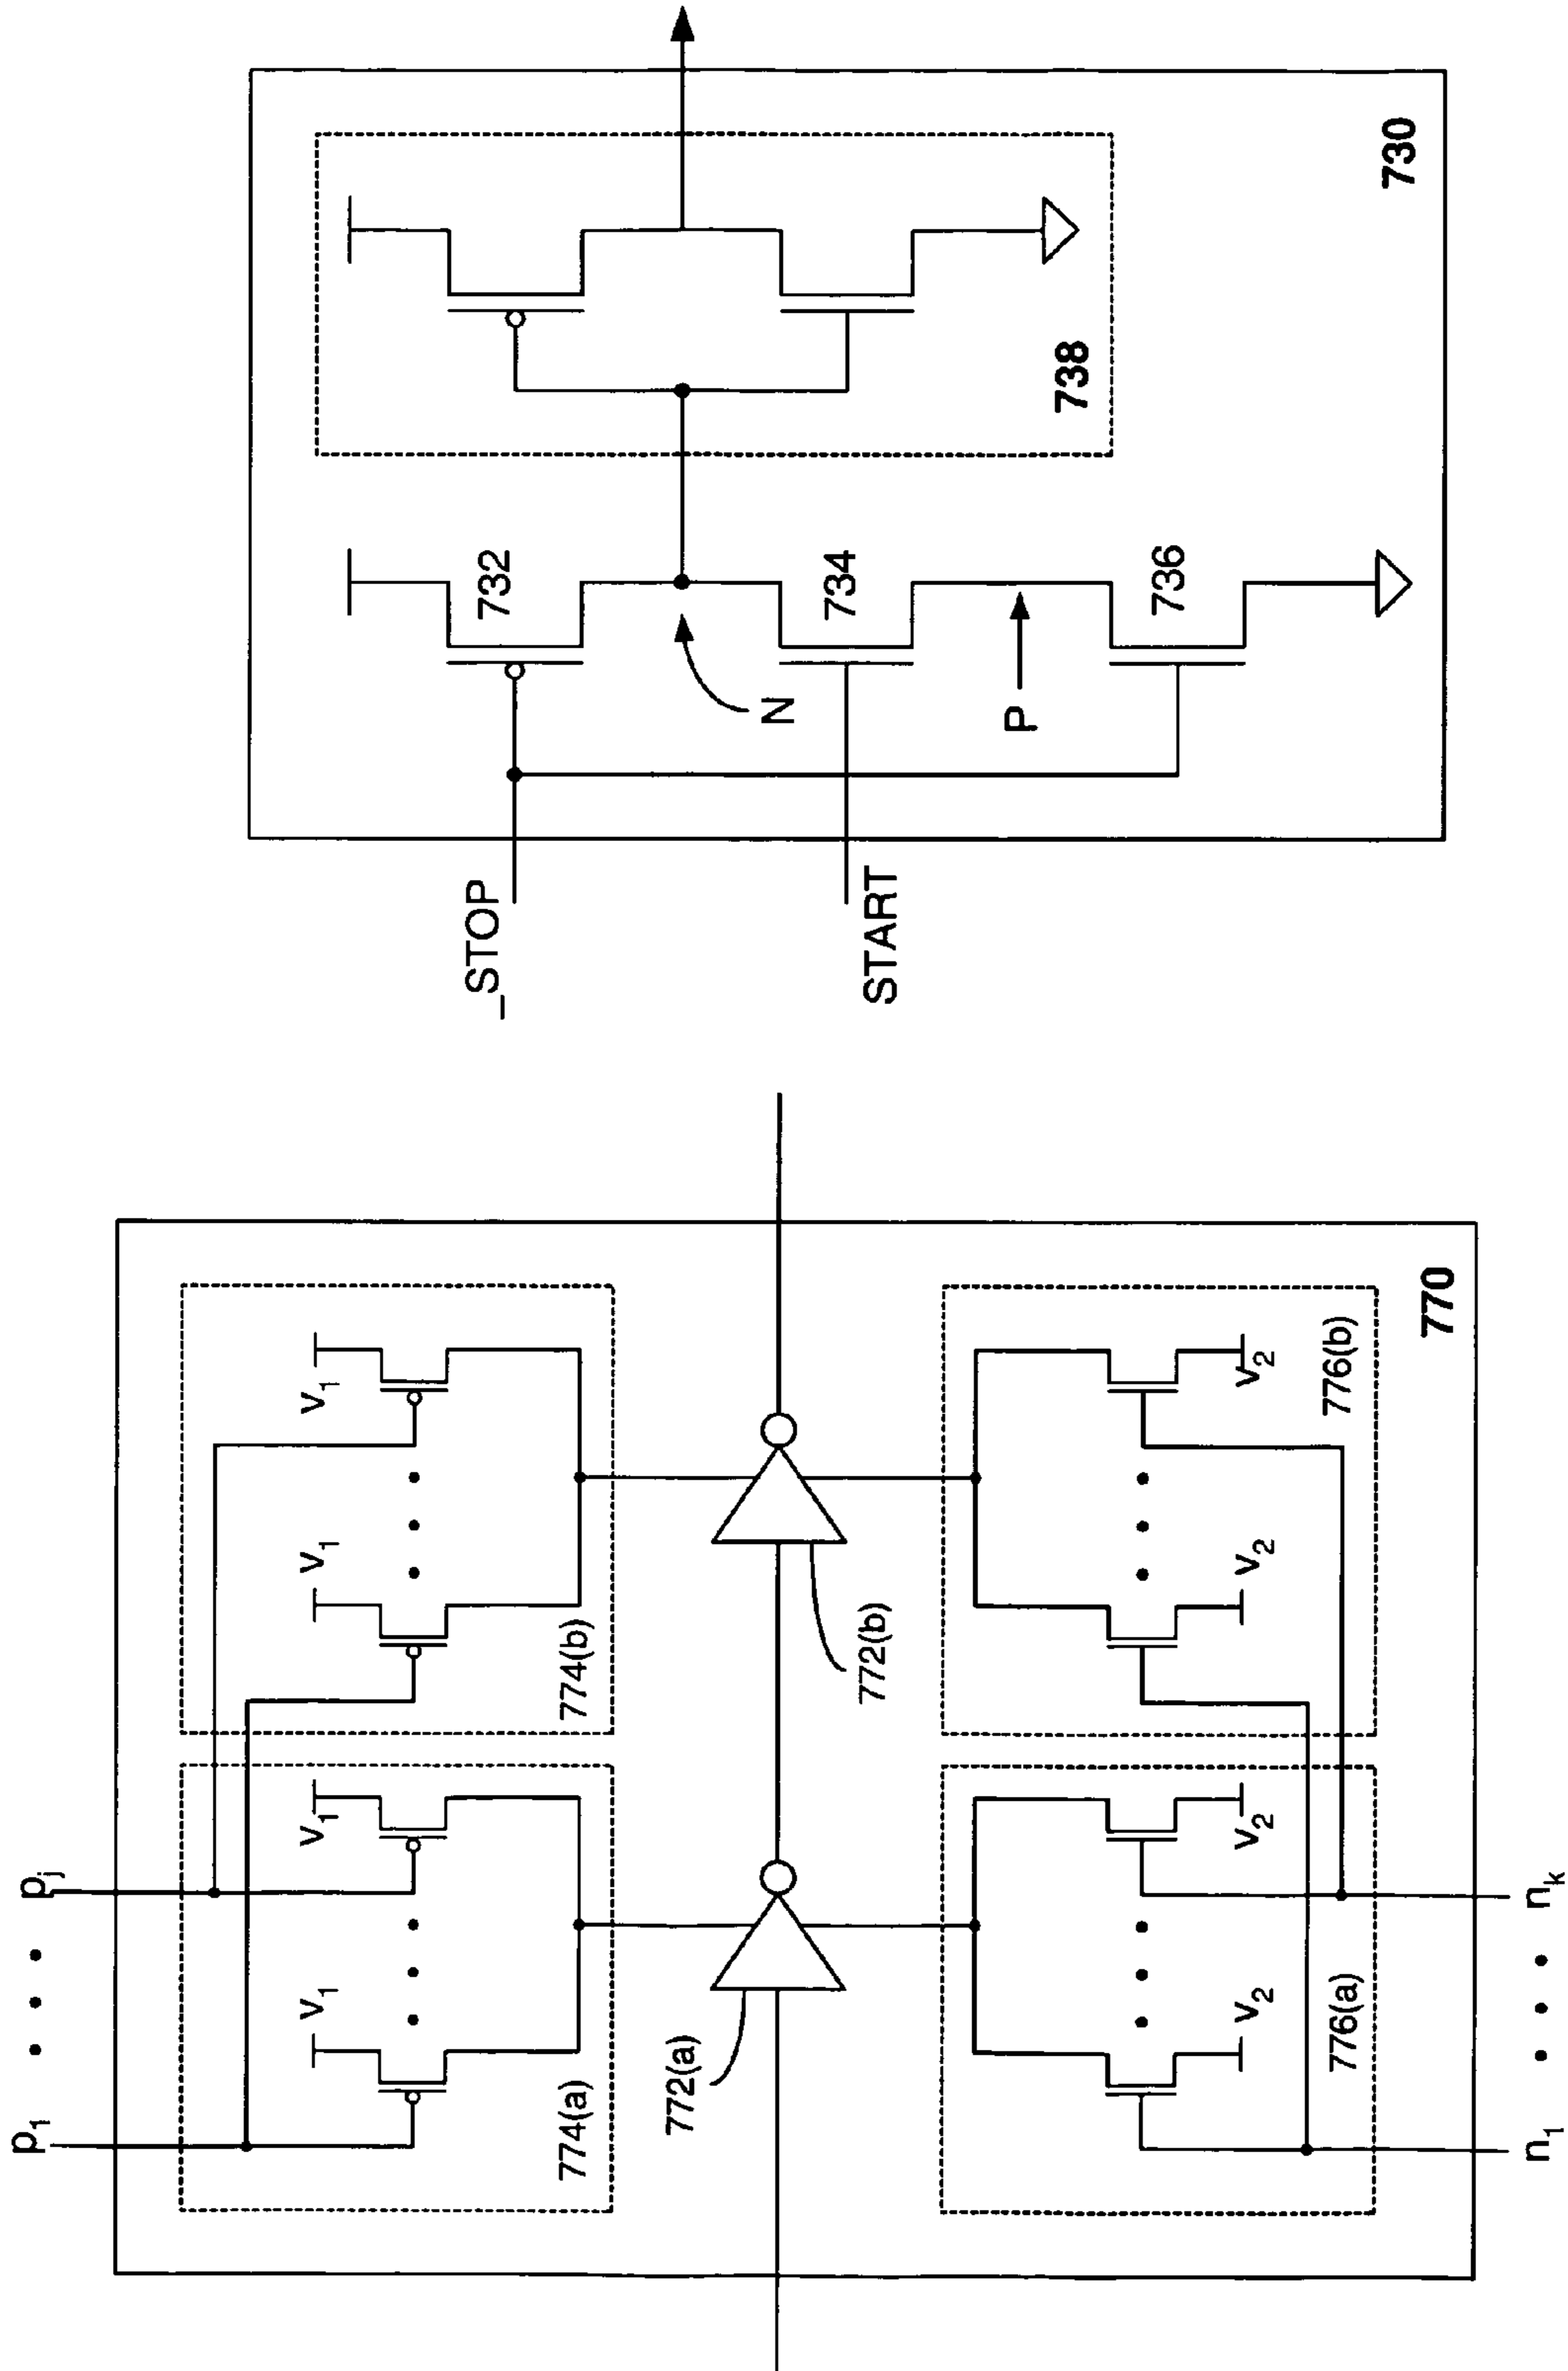 _STOP
START
732
734
736
N
P
738
730
p1 • • • pj
V1
V1
V1
V1
774(a)
774(b)
772(a)
772(b)
V2
V2
V2
V2
776(a)
776(b)
770
n1 • • • nk